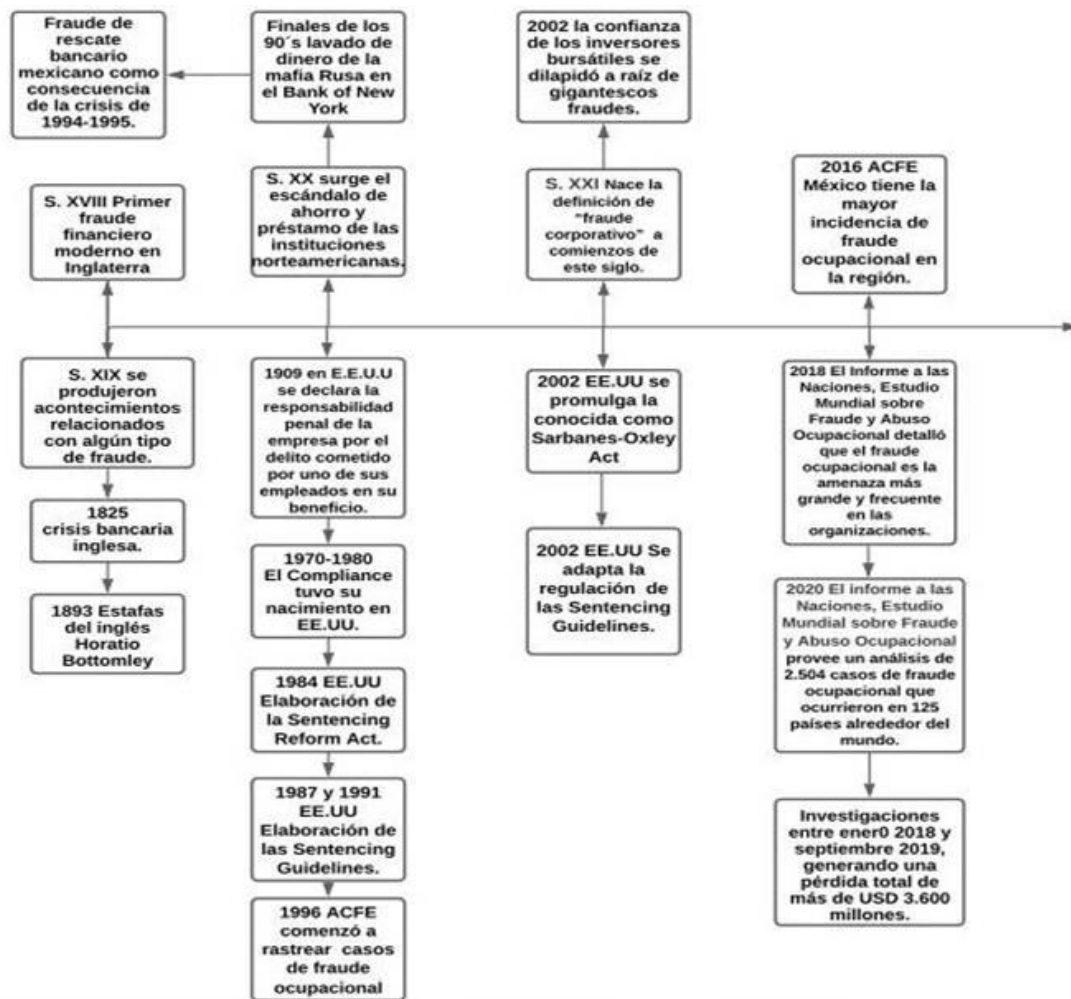 Fraude de
rescate
bancario
mexicano como
consecuencia
de la crisis de
1994-1995.
Finales de los
90´s lavado de
dinero de la
mafia Rusa en
el Bank of New
York
2002 la confianza
de los inversores
bursátiles se
dilapidó a raíz de
gigantescos
fraudes.
S. XVIII Primer
fraude
financiero
moderno en
Inglaterra
S. XX surge el
escándalo de
ahorro y
préstamo de las
instituciones
norteamericanas.
S. XXI Nace la
definición de
"fraude
corporativo" a
comienzos de
este siglo.
2016 ACFE
México tiene la
mayor
incidencia de
fraude
ocupacional en
la región.
S. XIX se
produjeron
acontecimientos
relacionados
con algún tipo
de fraude.
1825
crisis bancaria
inglesa.
1893 Estafas
del inglés
Horatio
Bottomley
1909 en E.E.U.U
se declara la
responsabilidad
penal de la
empresa por el
delito cometido
por uno de sus
empleados en su
beneficio.
1970-1980
El Compliance
tuvo su
nacimiento en
EE.UU.
1984 EE.UU
Elaboración de
la Sentencing
Reform Act.
1987 y 1991
EE.UU
Elaboración de
las Sentencing
Guidelines.
1996 ACFE
comenzó a
rastrear casos
de fraude
ocupacional
2002 EE.UU se
promulga la
conocida como
Sarbanes-Oxley
Act
2002 EE.UU Se
adapta la
regulación de
las Sentencing
Guidelines.
2018 El Informe a las
Naciones, Estudio
Mundial sobre
Fraude y Abuso
Ocupacional detalló
que el fraude
ocupacional es la
amenaza más
grande y frecuente
en las
organizaciones.
2020 El informe a las
Naciones, Estudio
Mundial sobre Fraude
y Abuso Ocupacional
provee un análisis de
2.504 casos de fraude
ocupacional que
ocurrieron en 125
países alrededor del
mundo.
Investigaciones
entre ener0 2018 y
septiembre 2019,
generando una
pérdida total de
más de USD 3.600
millones.